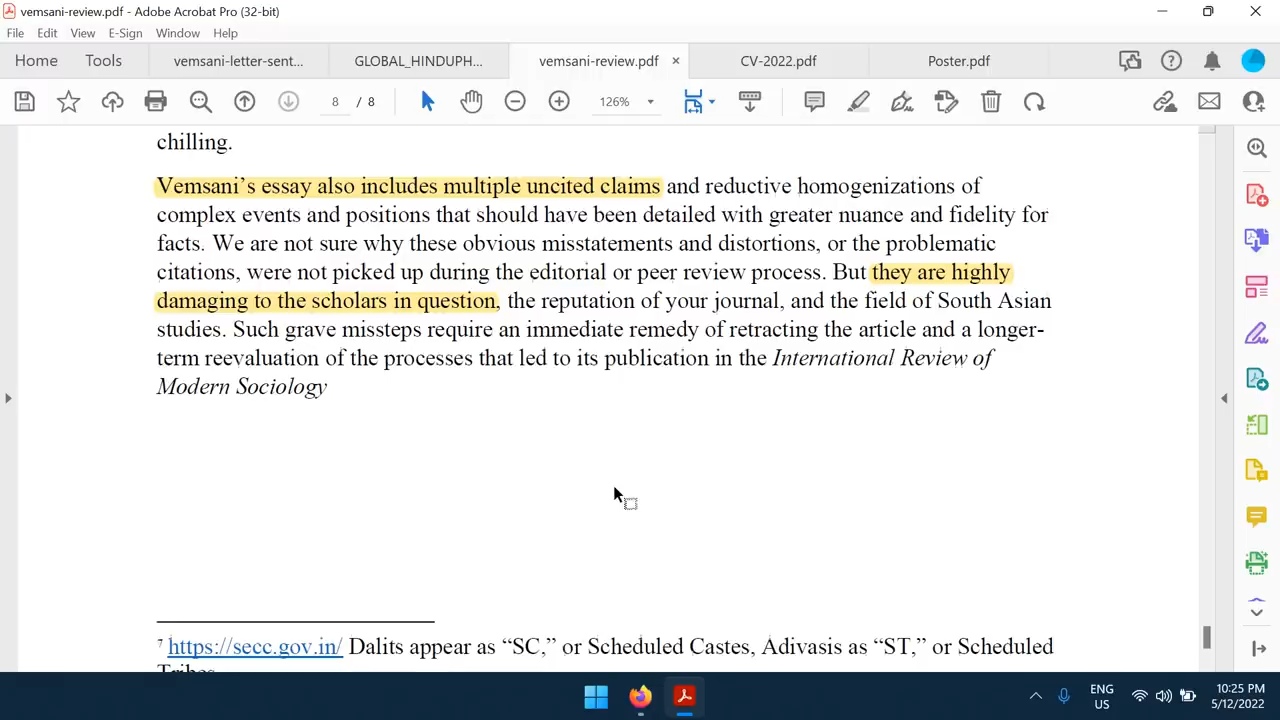 vemsani-review.pdf - Adobe Acrobat Pro (32-bit)
File Edit View E-Sign Window Help
Home Tools vemsani-letter-sent... GLOBAL_HINDUPH... vemsani-review.pdf × CV-2022.pdf Poster.pdf
8 / 8 126%
chilling.
Vemsani’s essay also includes multiple uncited claims and reductive homogenizations of
complex events and positions that should have been detailed with greater nuance and fidelity for
facts. We are not sure why these obvious misstatements and distortions, or the problematic
citations, were not picked up during the editorial or peer review process. But they are highly
damaging to the scholars in question, the reputation of your journal, and the field of South Asian
studies. Such grave missteps require an immediate remedy of retracting the article and a longer-
term reevaluation of the processes that led to its publication in the International Review of
Modern Sociology
7 https://secc.gov.in/ Dalits appear as “SC,” or Scheduled Castes, Adivasis as “ST,” or Scheduled
Tribes
ENG
US
10:25 PM
5/12/2022